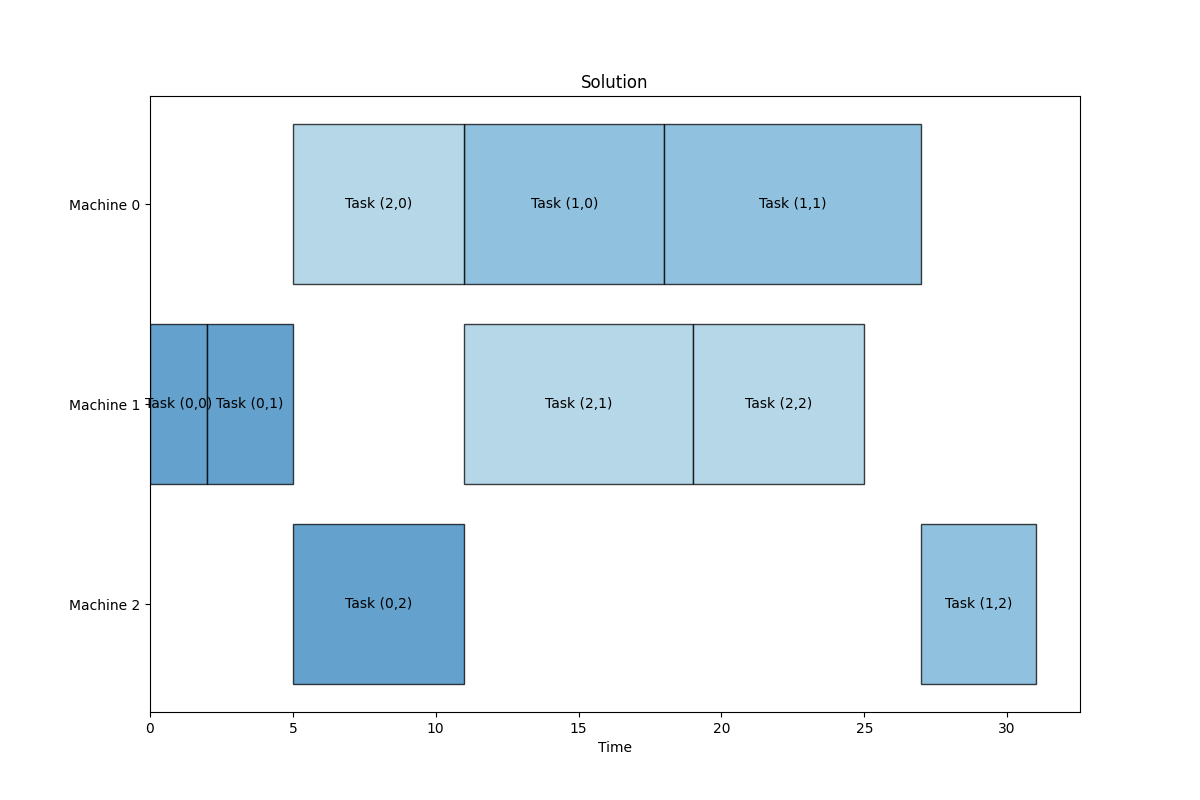 Solution
Machine 0
Task (2,0)
Task (1,0)
Task (1,1)
Machine 1
Task (0,0)
Task (0,1)
Task (2,1)
Task (2,2)
Machine 2
Task (0,2)
Task (1,2)
0
5
10
15
20
25
30
Time